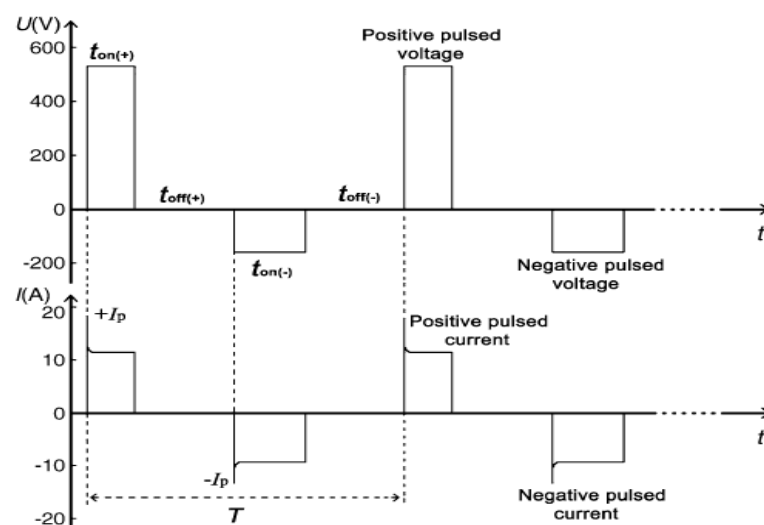 U(V)
600
400
200
0
-200
t_on(+)
t_off(+)
t_on(-)
t_off(-)
Positive pulsed
voltage
Negative pulsed
voltage
t
I(A)
20
10
0
-10
-20
+I_p
-I_p
Positive pulsed
current
Negative pulsed
current
t
T